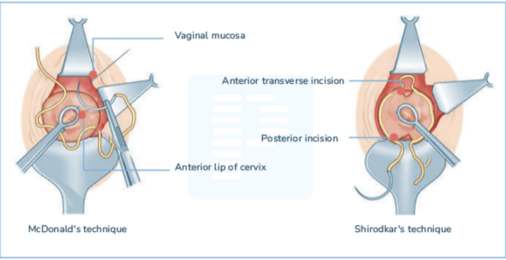 Vaginal mucosa
Anterior transverse incision
Posterior incision
Anterior lip of cervix
McDonald's technique
Shirodkar's technique